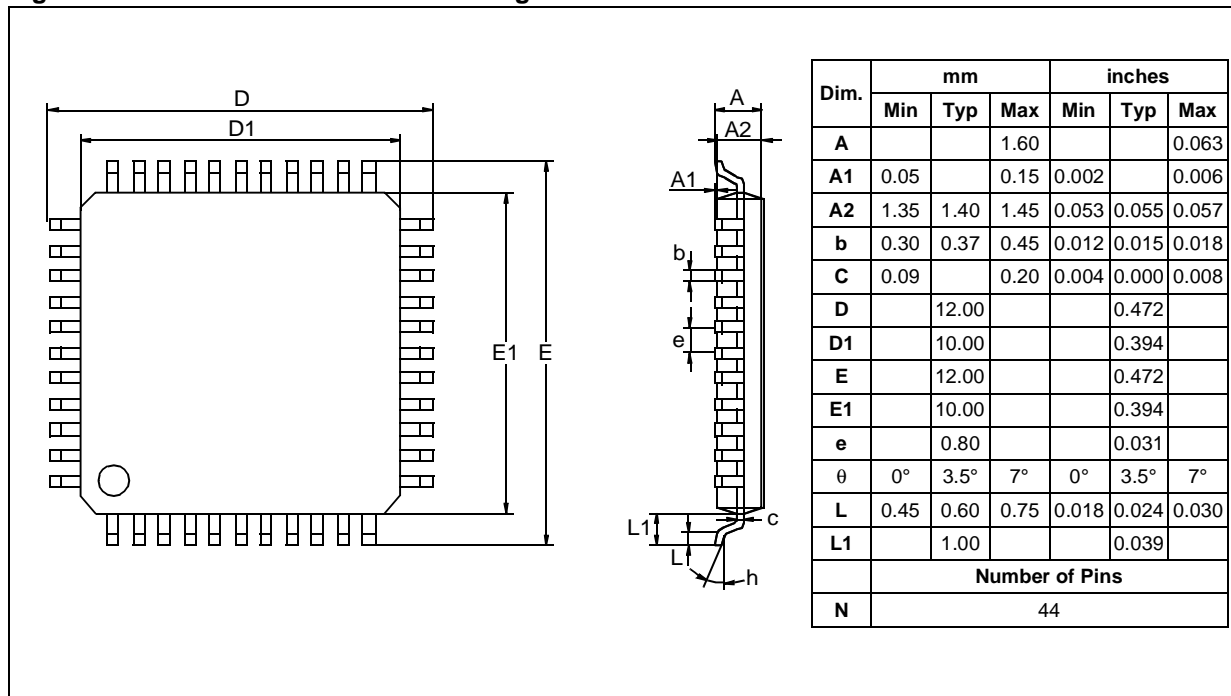 D
D1
E1 E
A
A2
A1
b
e
c
L1
L
h
Dim. mm inches
Min Typ Max Min Typ Max
A 1.60 0.063
A1 0.05 0.15 0.002 0.006
A2 1.35 1.40 1.45 0.053 0.055 0.057
b 0.30 0.37 0.45 0.012 0.015 0.018
C 0.09 0.20 0.004 0.000 0.008
D 12.00 0.472
D1 10.00 0.394
E 12.00 0.472
E1 10.00 0.394
e 0.80 0.031
θ 0° 3.5° 7° 0° 3.5° 7°
L 0.45 0.60 0.75 0.018 0.024 0.030
L1 1.00 0.039
Number of Pins
N 44